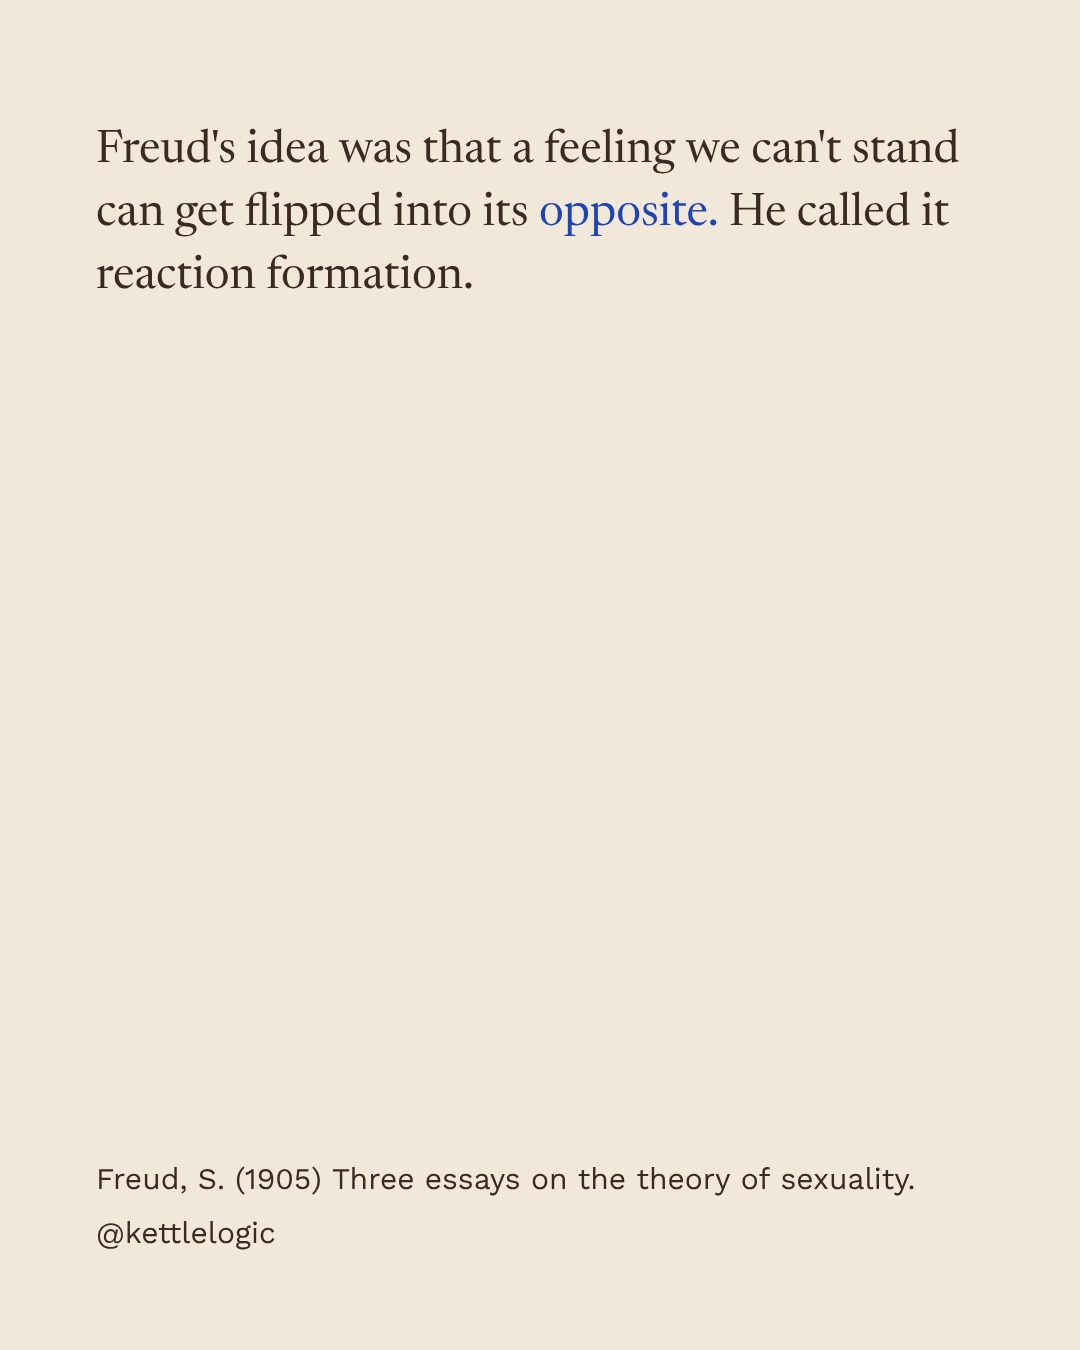 Freud's idea was that a feeling we can't stand
can get flipped into its opposite. He called it
reaction formation.
Freud, S. (1905) Three essays on the theory of sexuality.
@kettlelogic